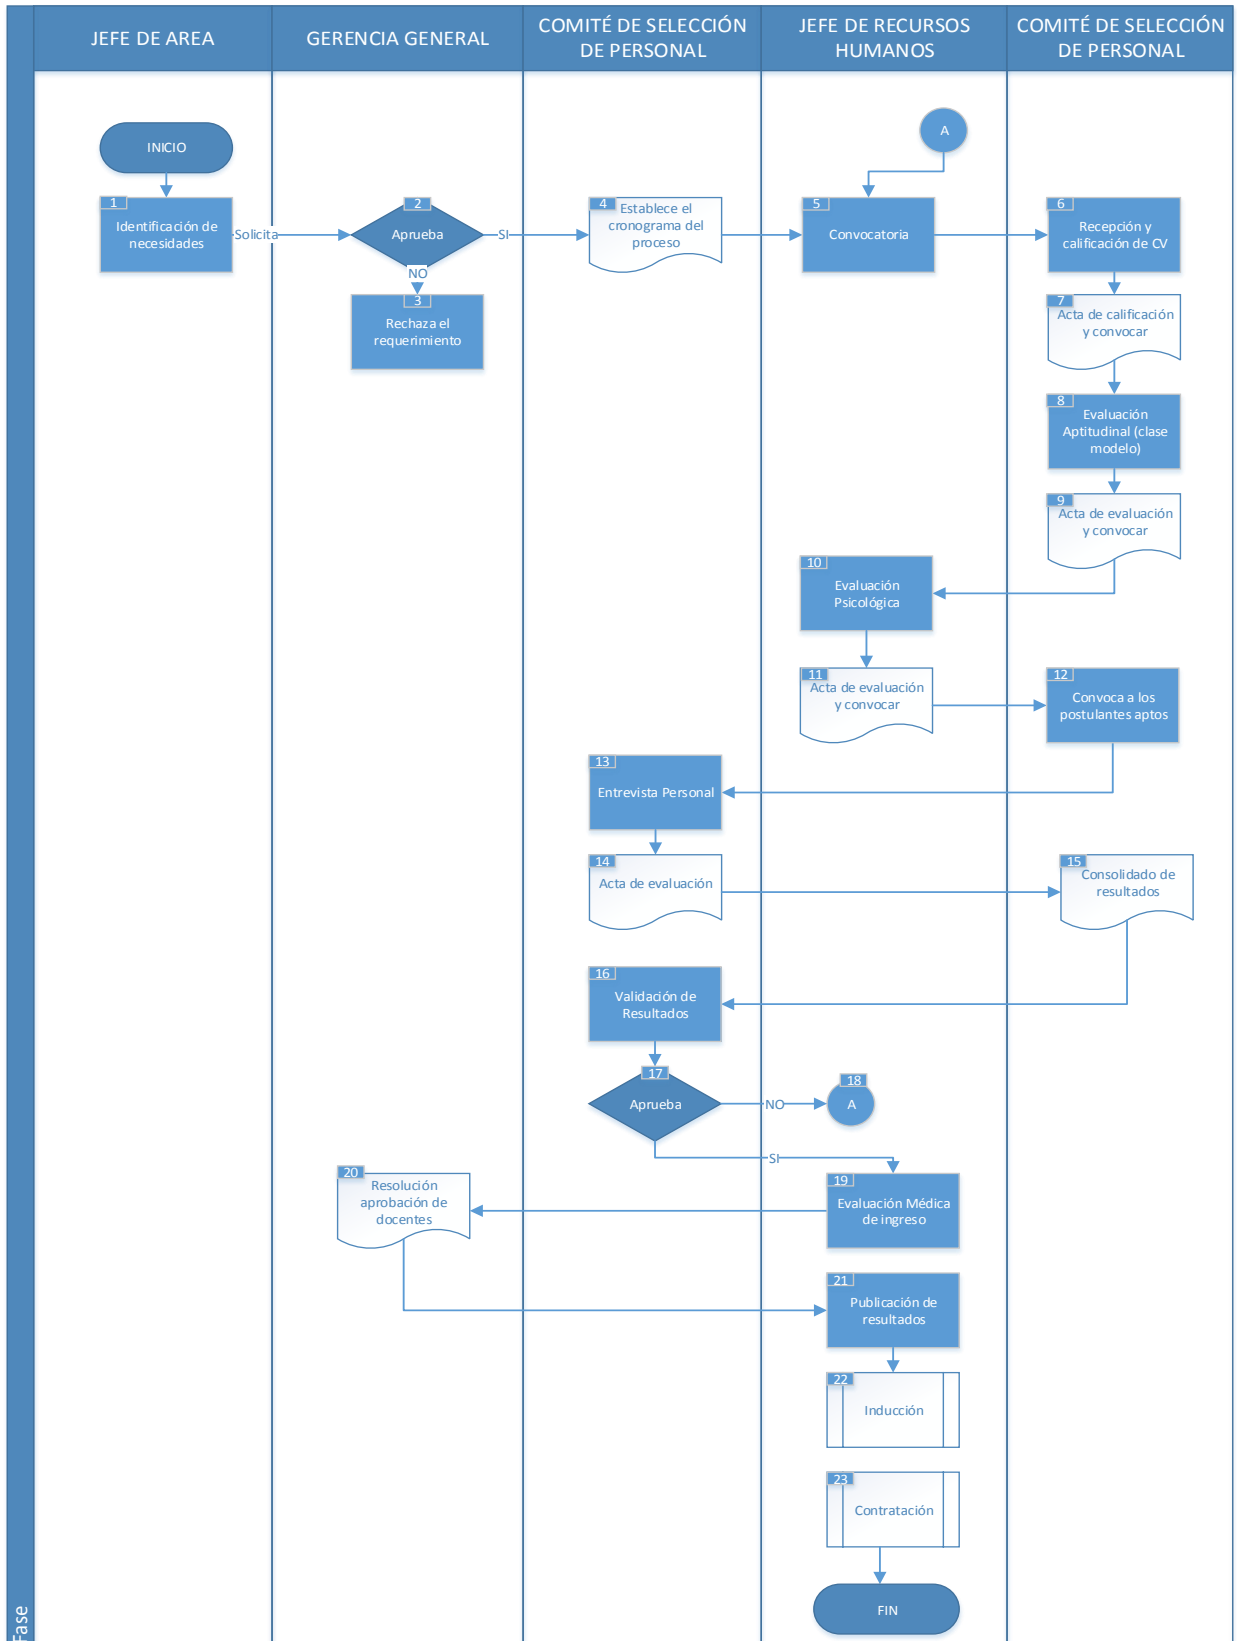 JEFE DE AREA
GERENCIA GENERAL
COMITÉ DE SELECCIÓN
DE PERSONAL
JEFE DE RECURSOS
HUMANOS
COMITÉ DE SELECCIÓN
DE PERSONAL
INICIO
A
1
Identificación de
necesidades
Solicita
2
Aprueba
SI
NO
3
Rechaza el
requerimiento
4
Establece el
cronograma del
proceso
5
Convocatoria
6
Recepción y
calificación de CV
7
Acta de calificación
y convocar
8
Evaluación
Aptitudinal (clase
modelo)
9
Acta de evaluación
y convocar
10
Evaluación
Psicológica
11
Acta de evaluación
y convocar
12
Convoca a los
postulantes aptos
13
Entrevista Personal
14
Acta de evaluación
15
Consolidado de
resultados
16
Validación de
Resultados
17
Aprueba
NO
18
A
SI
19
Evaluación Médica
de ingreso
20
Resolución
aprobación de
docentes
21
Publicación de
resultados
22
Inducción
23
Contratación
FIN
Fase